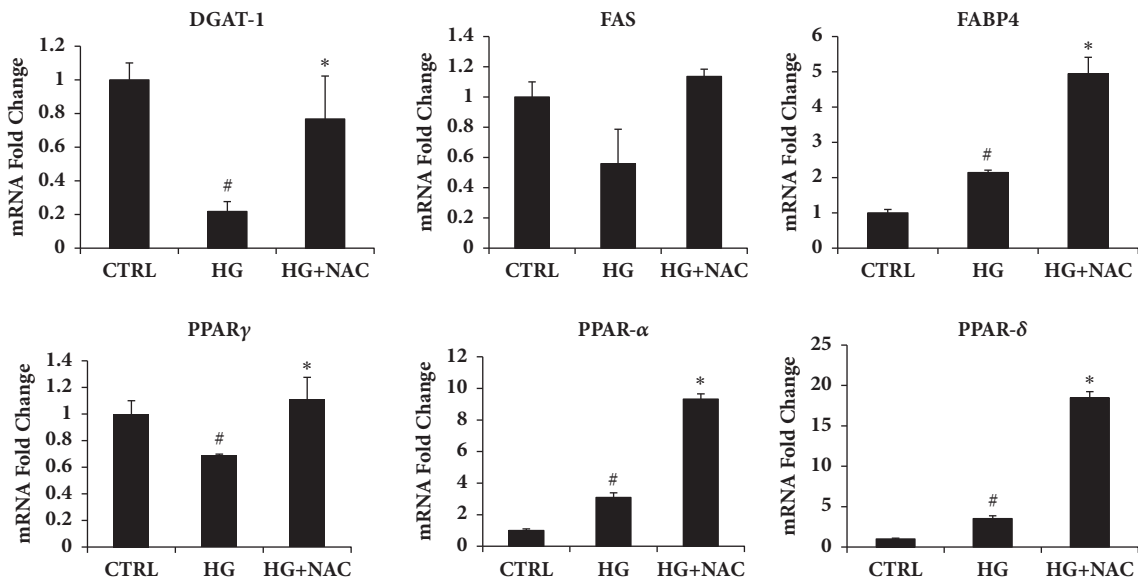 DGAT-1
mRNA Fold Change
1.2
1
0.8
0.6
0.4
0.2
0
#
*
CTRL HG HG+NAC
FAS
mRNA Fold Change
1.4
1.2
1
0.8
0.6
0.4
0.2
0
CTRL HG HG+NAC
FABP4
mRNA Fold Change
6
5
4
3
2
1
0
#
*
CTRL HG HG+NAC
PPARγ
mRNA Fold Change
1.4
1.2
1
0.8
0.6
0.4
0.2
0
#
*
CTRL HG HG+NAC
PPAR-α
mRNA Fold Change
12
10
8
6
4
2
0
#
*
CTRL HG HG+NAC
PPAR-δ
mRNA Fold Change
25
20
15
10
5
0
#
*
CTRL HG HG+NAC